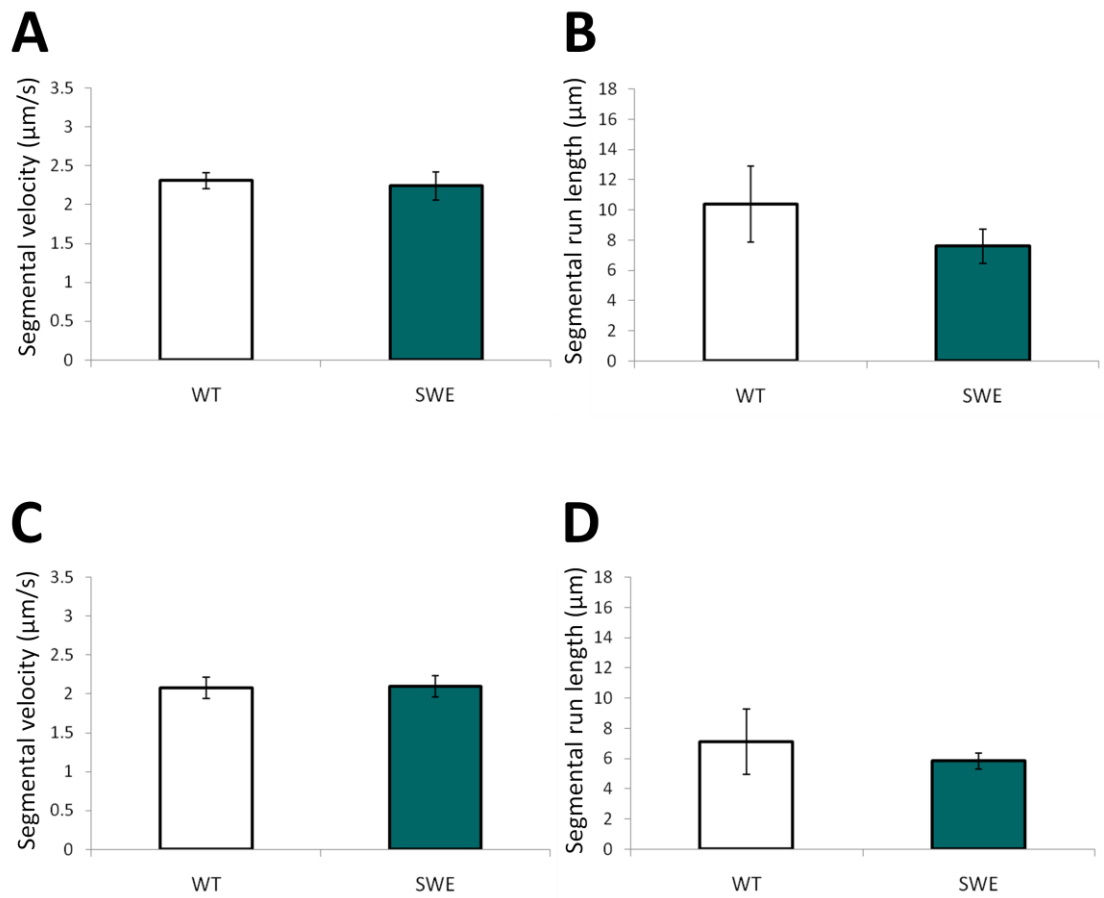 A
Segmental velocity (µm/s)
3.5
3
2.5
2
1.5
1
0.5
0
WT
SWE
B
Segmental run length (µm)
18
16
14
12
10
8
6
4
2
0
WT
SWE
C
Segmental velocity (µm/s)
3.5
3
2.5
2
1.5
1
0.5
0
WT
SWE
D
Segmental run length (µm)
18
16
14
12
10
8
6
4
2
0
WT
SWE